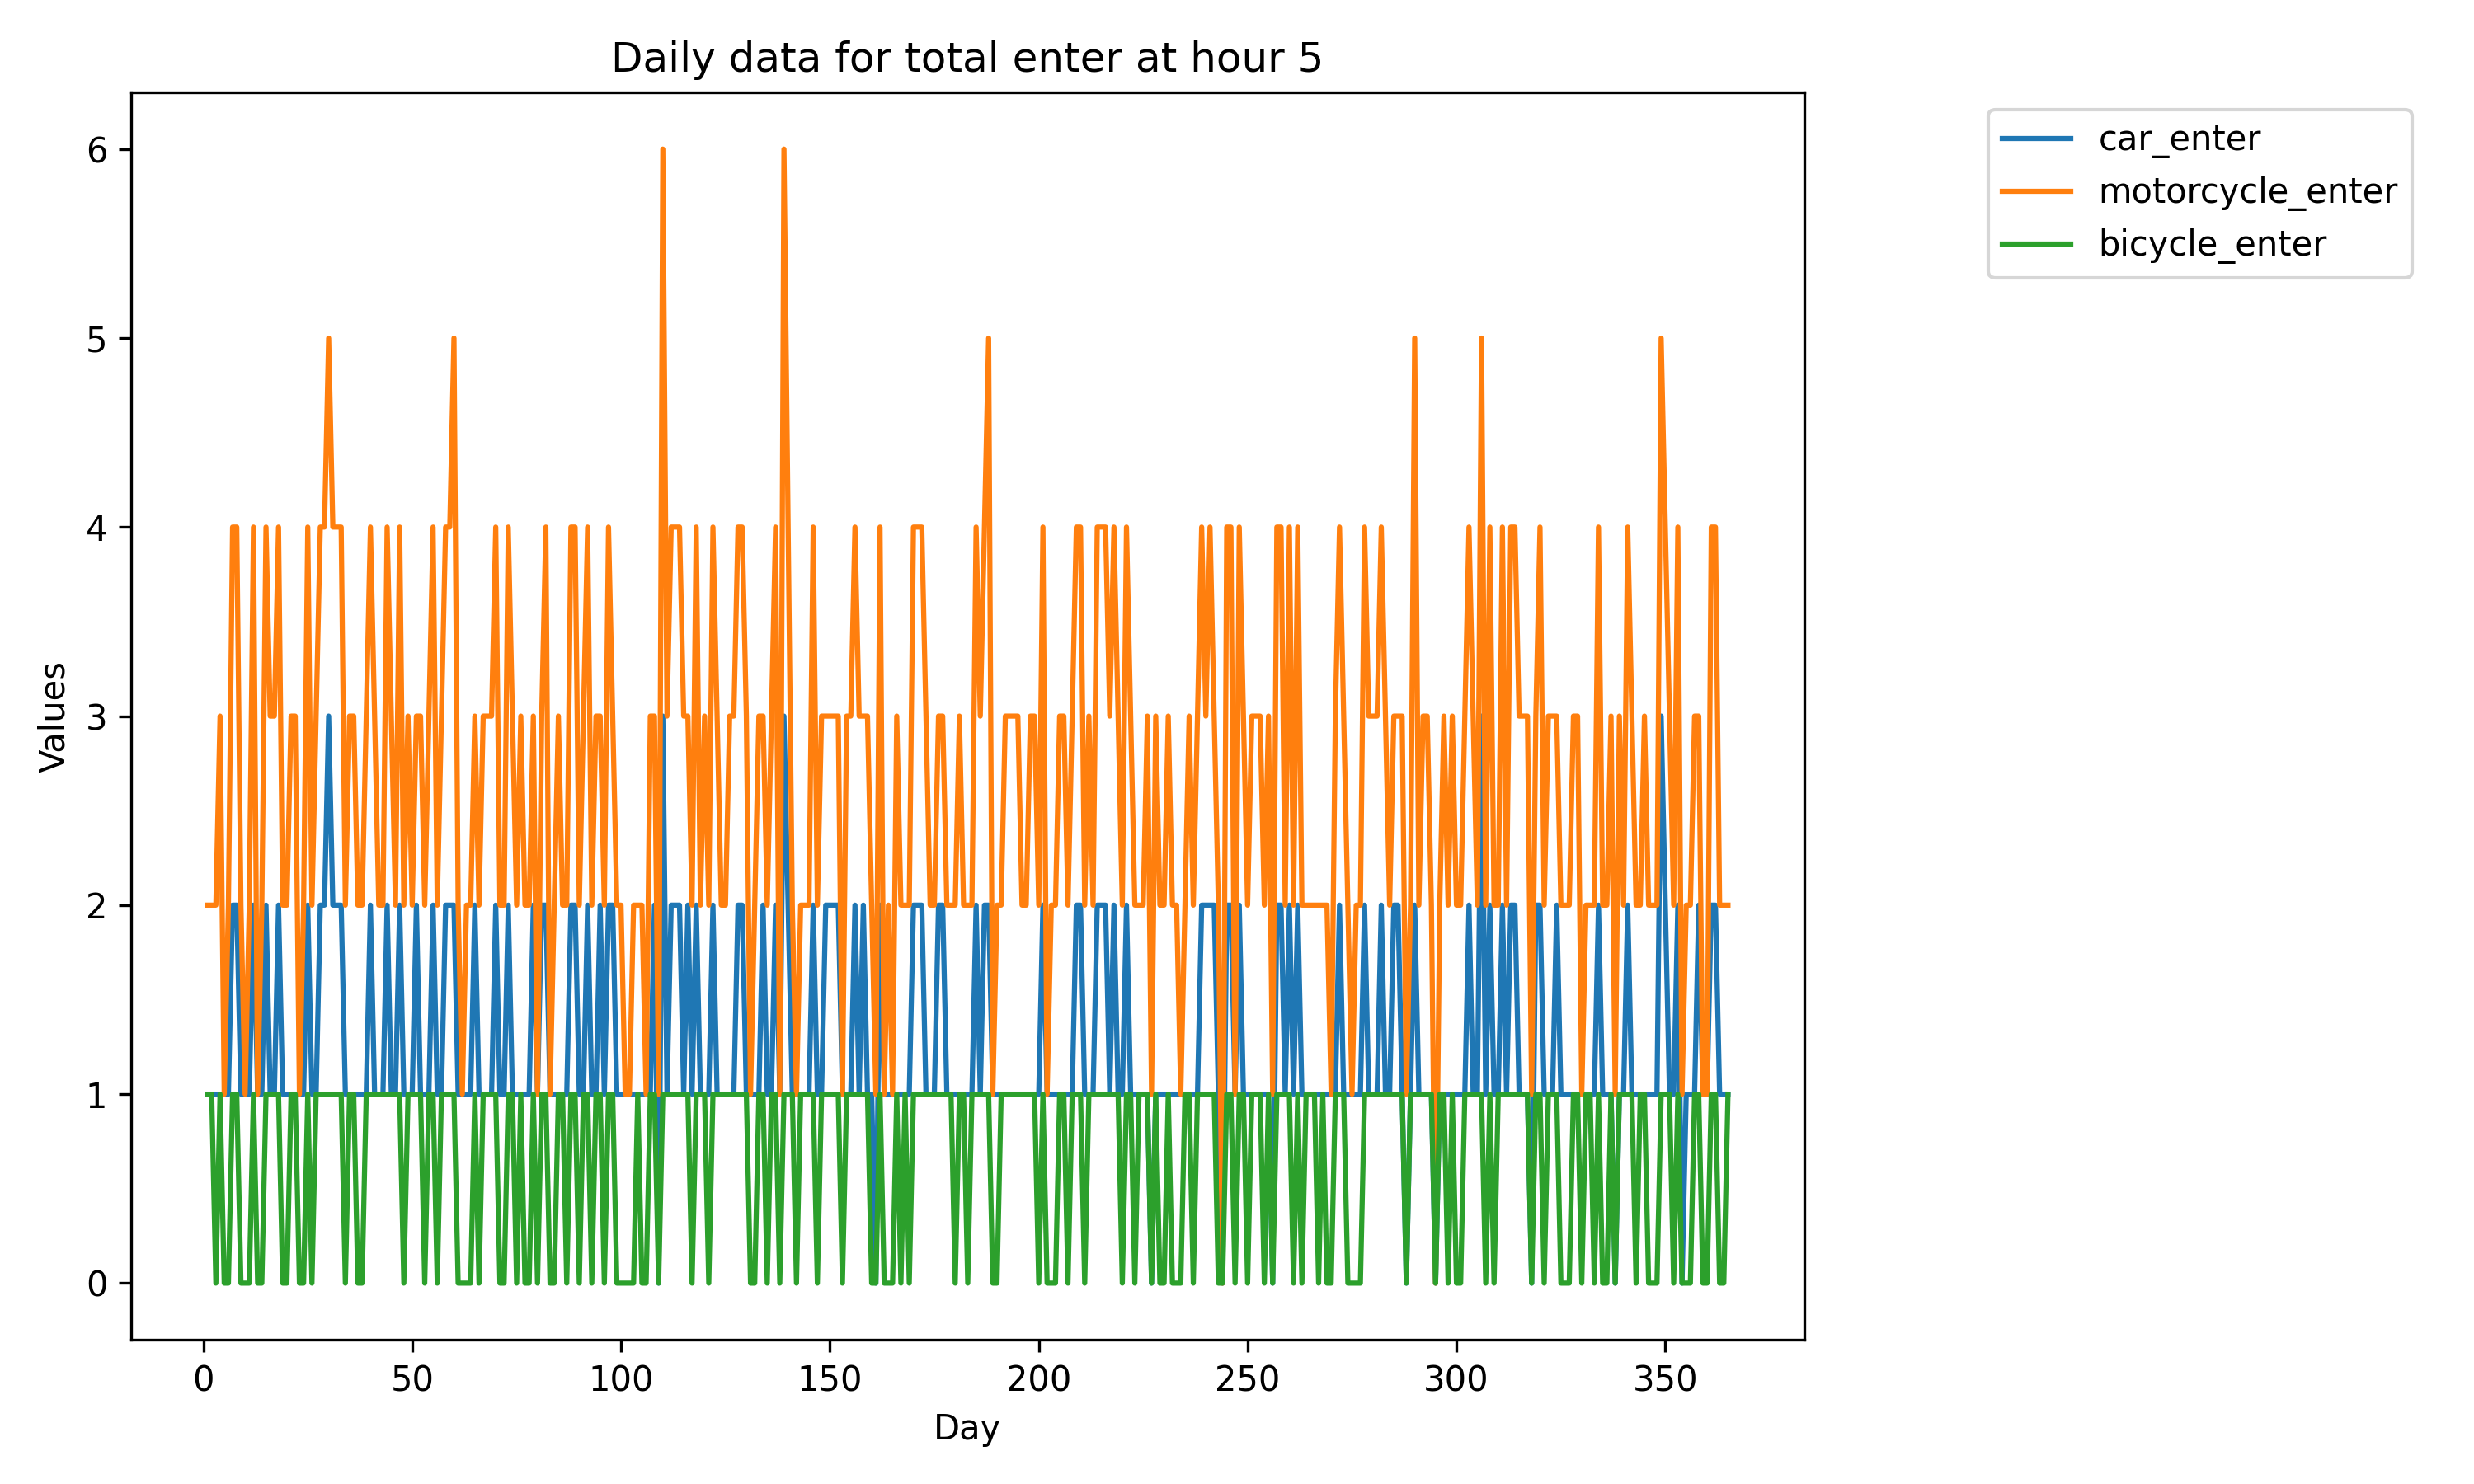 Daily data for total enter at hour 5
car_enter
motorcycle_enter
bicycle_enter
Values
6
5
4
3
2
1
0
0 50 100 150 200 250 300 350
Day